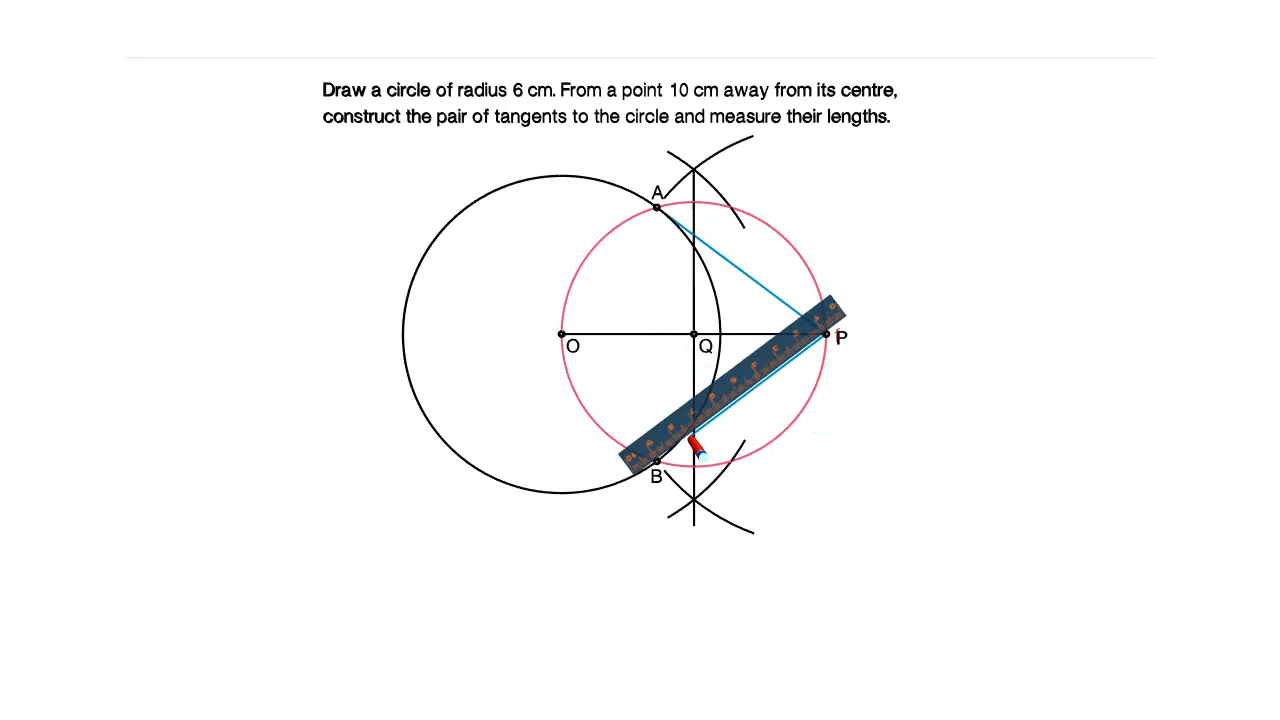 Draw a circle of radius 6 cm. From a point 10 cm away from its centre,
construct the pair of tangents to the circle and measure their lengths.
A
O
Q
P
B